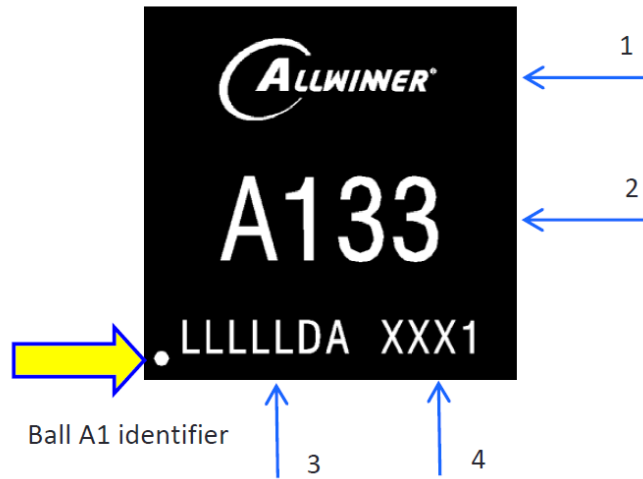 ALLWINNER®
1
A133
2
LLLLLDA XXX1
Ball A1 identifier
3
4